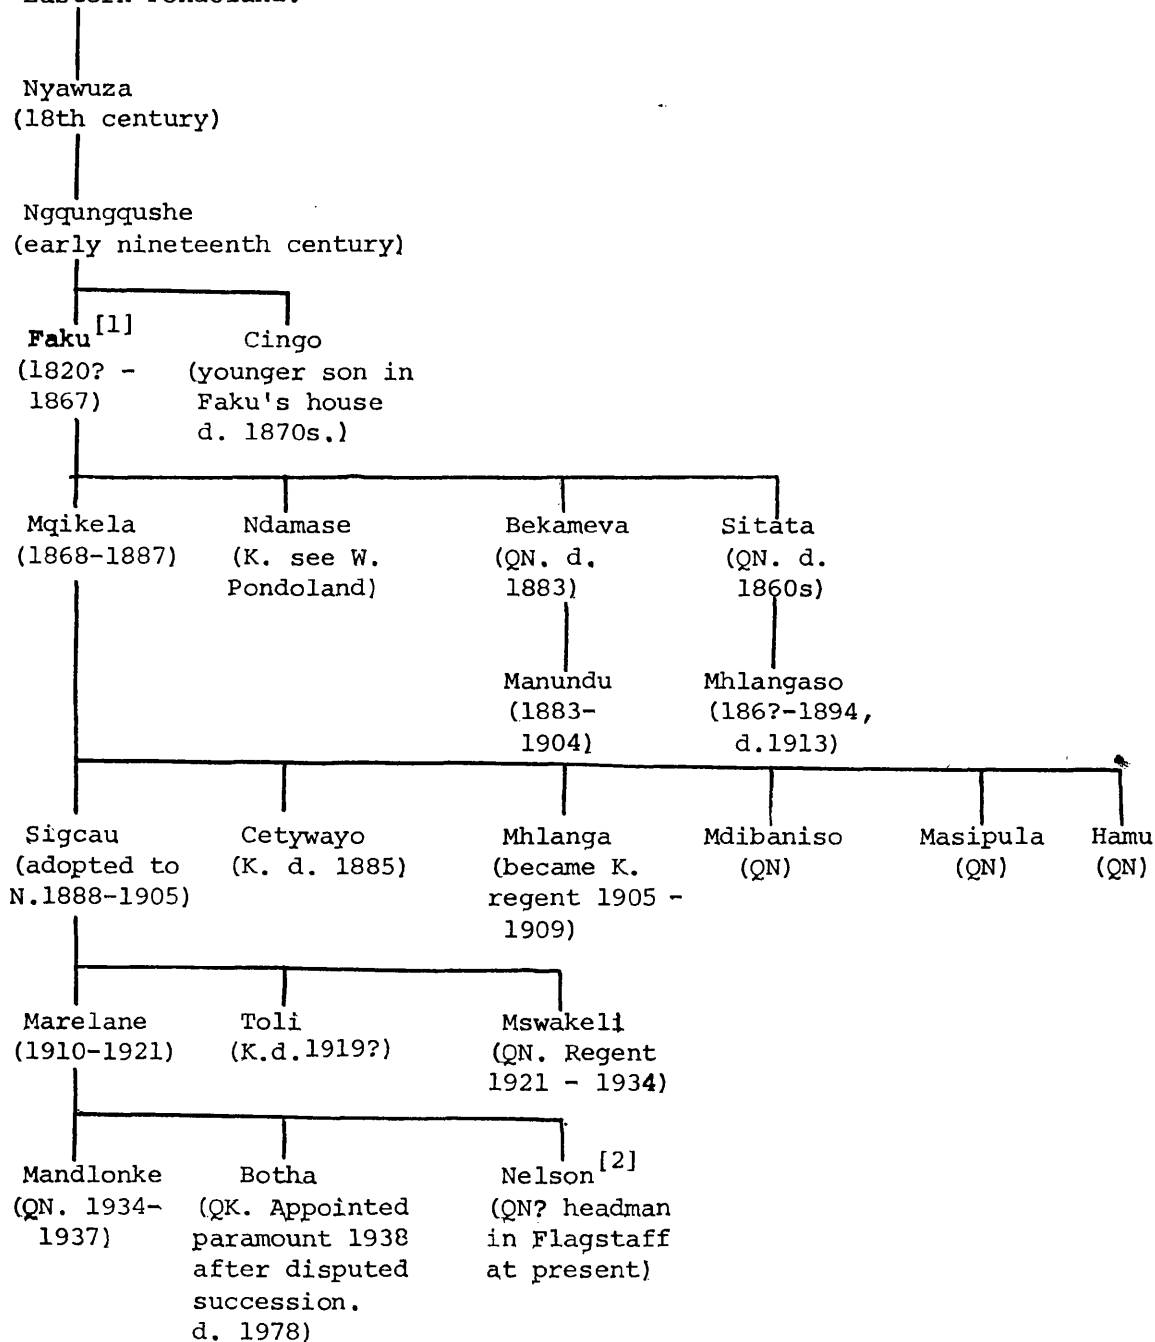 Eastern Pondoland.
Nyawuza
(18th century)
Ngqungqushe
(early nineteenth century)
Faku [1]
(1820? -
1867)
Cingo
(younger son in
Faku's house
d. 1870s.)
Mqikela
(1868-1887)
Ndamase
(K. see W.
Pondoland)
Bekameva
(QN. d.
1883)
Sitata
(QN. d.
1860s)
Manundu
(1883-
1904)
Mhlangaso
(186?-1894,
d.1913)
Sigcau
(adopted to
N.1888-1905)
Cetywayo
(K. d. 1885)
Mhlanga
(became K.
regent 1905 -
1909)
Mdibaniso
(QN)
Masipula
(QN)
Hamu
(QN)
Marelane
(1910-1921)
Toli
(K.d.1919?)
Mswakeli
(QN. Regent
1921 - 1934)
Mandlonke
(QN. 1934-
1937)
Botha
(QK. Appointed
paramount 1938
after disputed
succession.
d. 1978)
Nelson [2]
(QN? headman
in Flagstaff
at present)